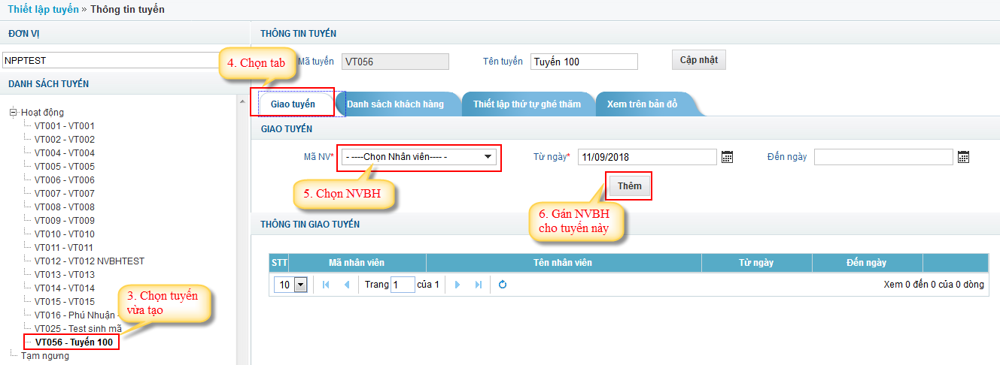 Thiết lập tuyến » Thông tin tuyến
ĐƠN VỊ
NPPTEST
DANH SÁCH TUYẾN
Hoạt động
VT001 - VT001
VT002 - VT002
VT004 - VT004
VT005 - VT005
VT006 - VT006
VT007 - VT007
VT008 - VT008
VT009 - VT009
VT010 - VT010
VT011 - VT011
VT012 - VT012 NVBHTEST
VT013 - VT013
VT014 - VT014
VT015 - VT015
VT016 - Phú Nhuận -
VT025 - Test sinh mã
VT056 - Tuyến 100
Tạm ngưng
3. Chọn tuyến
vừa tạo
THÔNG TIN TUYẾN
4. Chọn tab
Mã tuyến VT056 Tên tuyến Tuyến 100 Cập nhật
Giao tuyến Danh sách khách hàng Thiết lập thứ tự ghé thăm Xem trên bản đồ
GIAO TUYẾN
Mã NV* - ----Chọn Nhân viên---- - Từ ngày* 11/09/2018 Đến ngày
Thêm
5. Chọn NVBH
6. Gán NVBH
cho tuyến này
THÔNG TIN GIAO TUYẾN
STT Mã nhân viên Tên nhân viên Từ ngày Đến ngày
10 Trang 1 của 1 Xem 0 đến 0 của 0 dòng